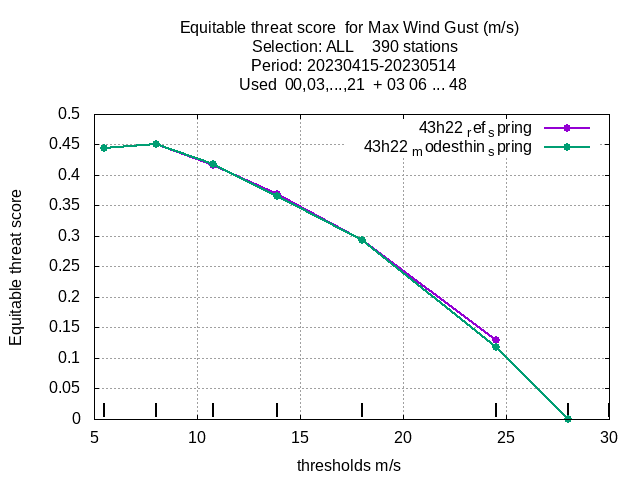 Equitable threat score  for Max Wind Gust (m/s)
Selection: ALL    390 stations
Period: 20230415-20230514
Used  00,03,...,21  + 03 06 ... 48
43h22 ref spring
43h22 modesthin spring
Equitable threat score
0.5
0.45
0.4
0.35
0.3
0.25
0.2
0.15
0.1
0.05
0
5 10 15 20 25 30
thresholds m/s